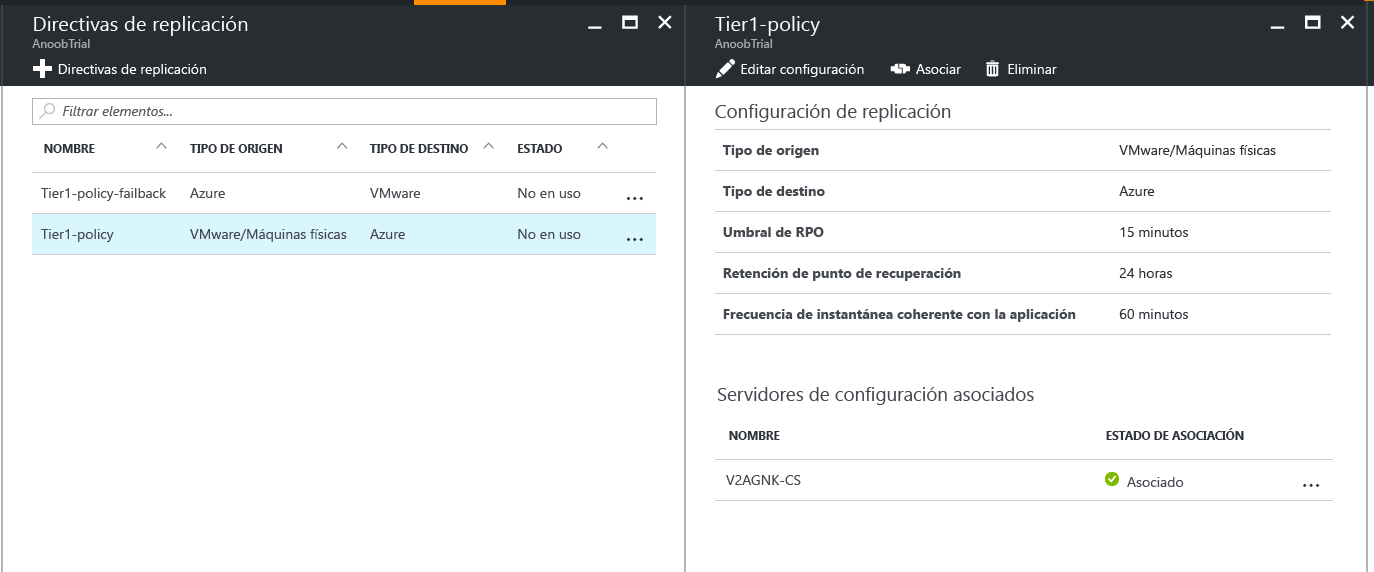 Directivas de replicación
AnoobTrial
Directivas de replicación
Filtrar elementos...
NOMBRE TIPO DE ORIGEN TIPO DE DESTINO ESTADO
Tier1-policy-failback Azure VMware No en uso ...
Tier1-policy VMware/Máquinas físicas Azure No en uso ...
Tier1-policy
AnoobTrial
Editar configuración Asociar Eliminar
Configuración de replicación
Tipo de origen VMware/Máquinas físicas
Tipo de destino Azure
Umbral de RPO 15 minutos
Retención de punto de recuperación 24 horas
Frecuencia de instantánea coherente con la aplicación 60 minutos
Servidores de configuración asociados
NOMBRE ESTADO DE ASOCIACIÓN
V2AGNK-CS Asociado ...